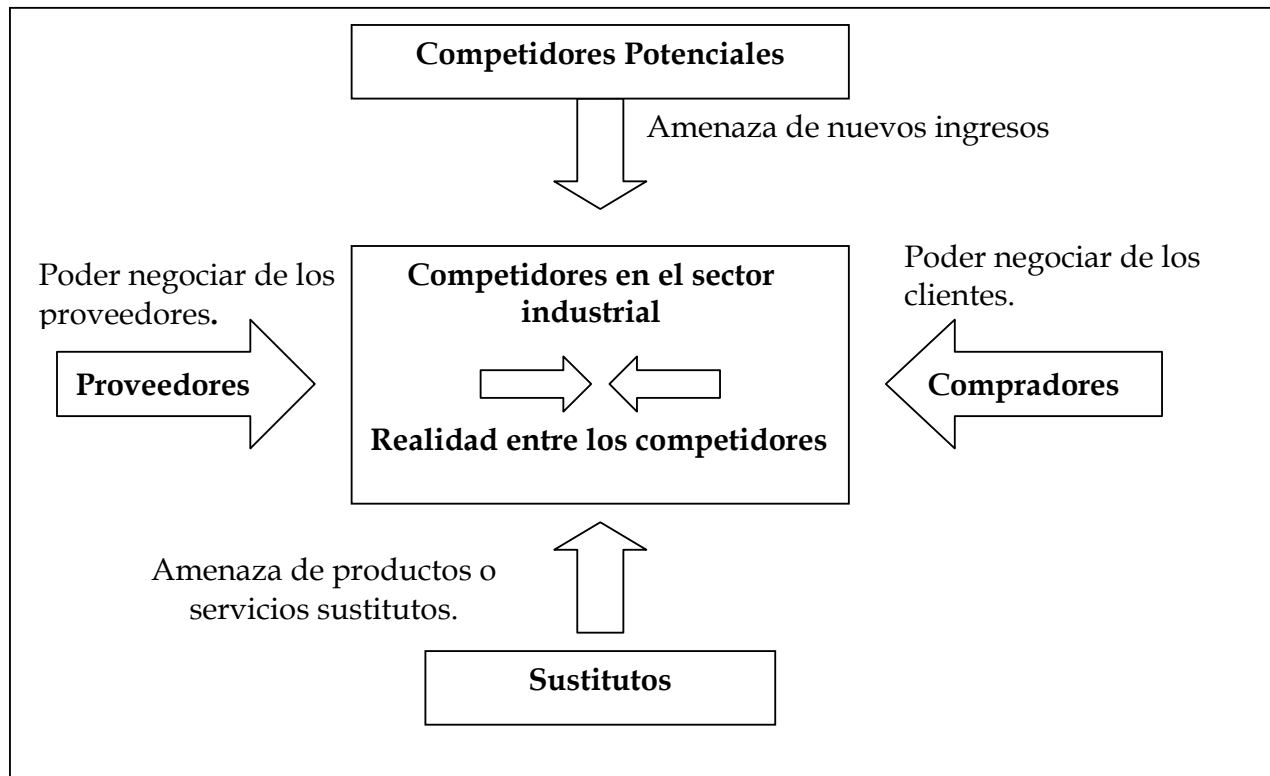 Competidores Potenciales
Amenaza de nuevos ingresos
Poder negociar de los
proveedores.
Proveedores
Competidores en el sector
industrial
Realidad entre los competidores
Poder negociar de los
clientes.
Compradores
Amenaza de productos o
servicios sustitutos.
Sustitutos